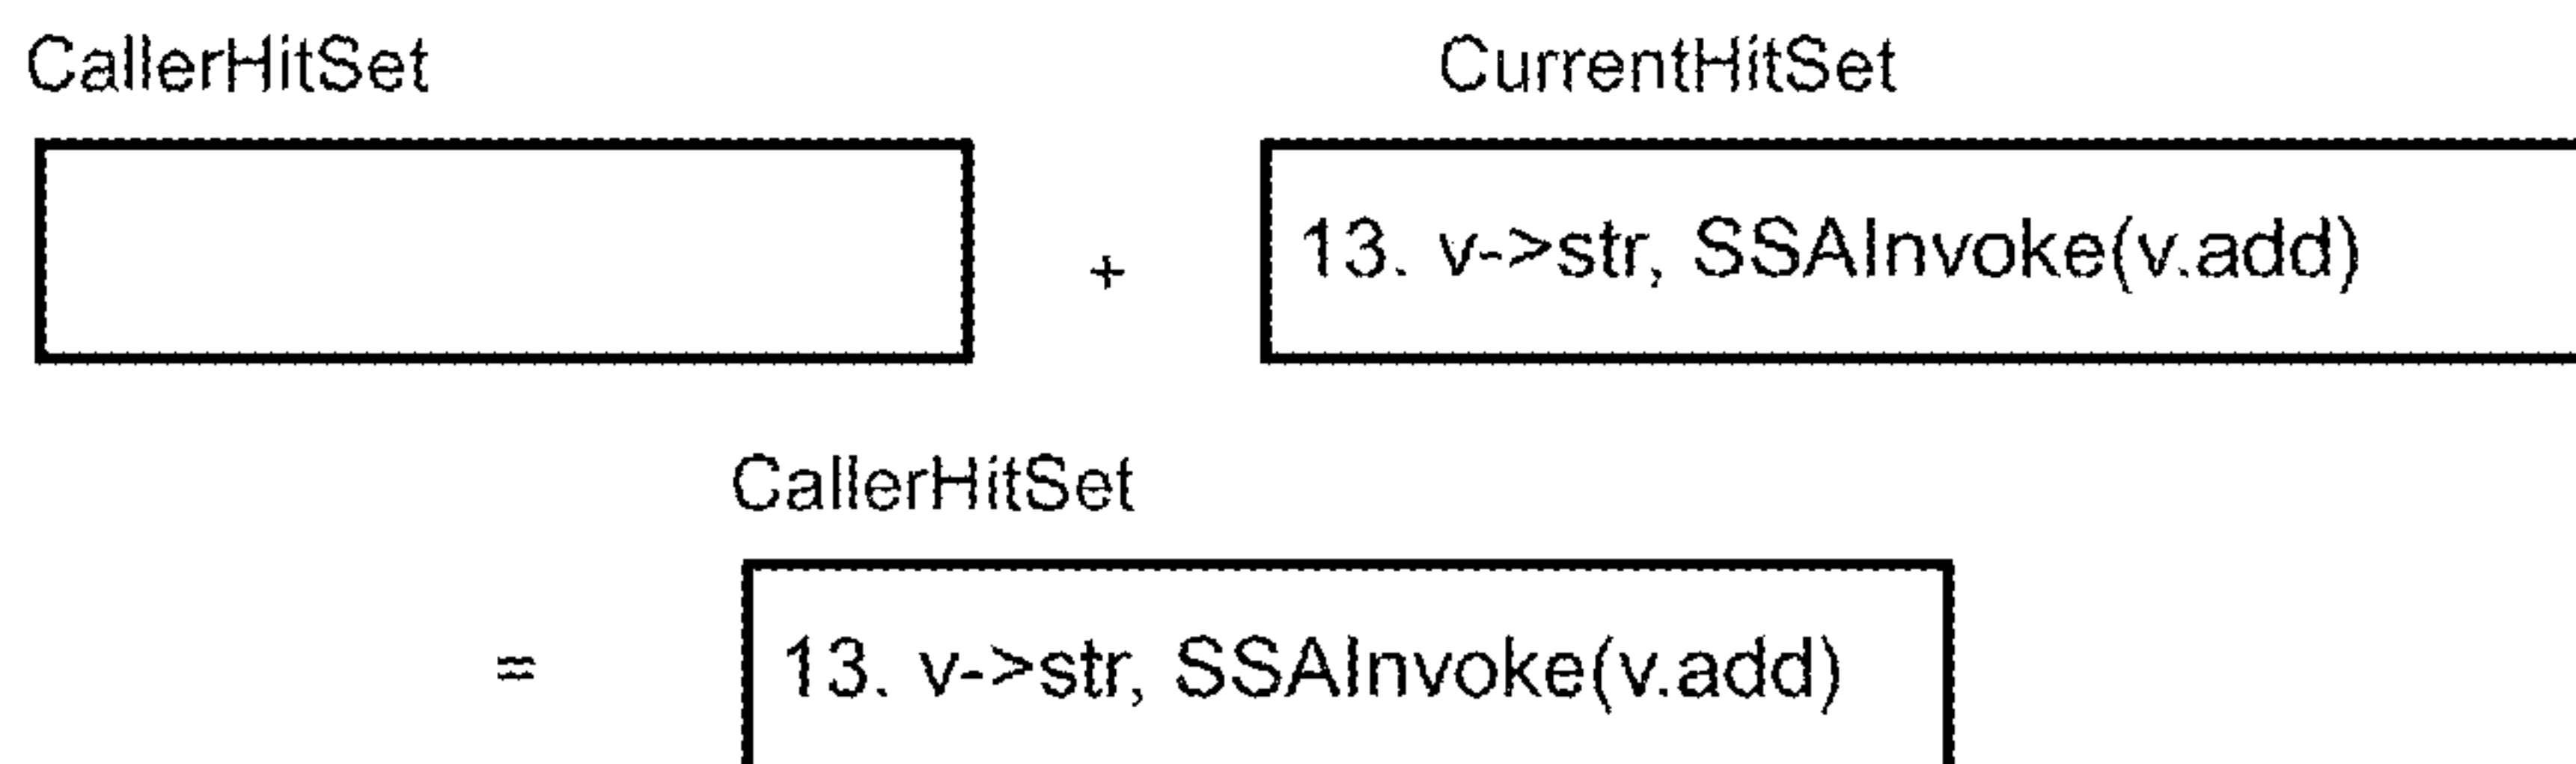 CallerHitSet CurrentHitSet
+ 13. v->str, SSAInvoke(v.add)
CallerHitSet
= 13. v->str, SSAInvoke(v.add)